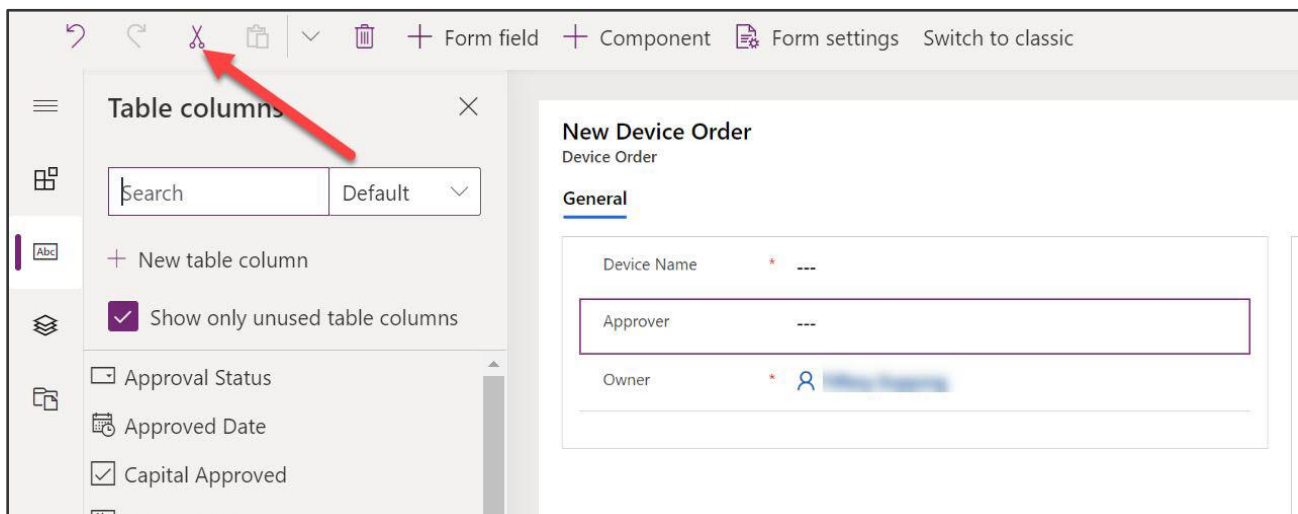 Form field Component Form settings Switch to classic
Table columns
Search Default
New table column
Show only unused table columns
Approval Status
Approved Date
Capital Approved
Abc
New Device Order
Device Order
General
Device Name * ---
Approver ---
Owner *